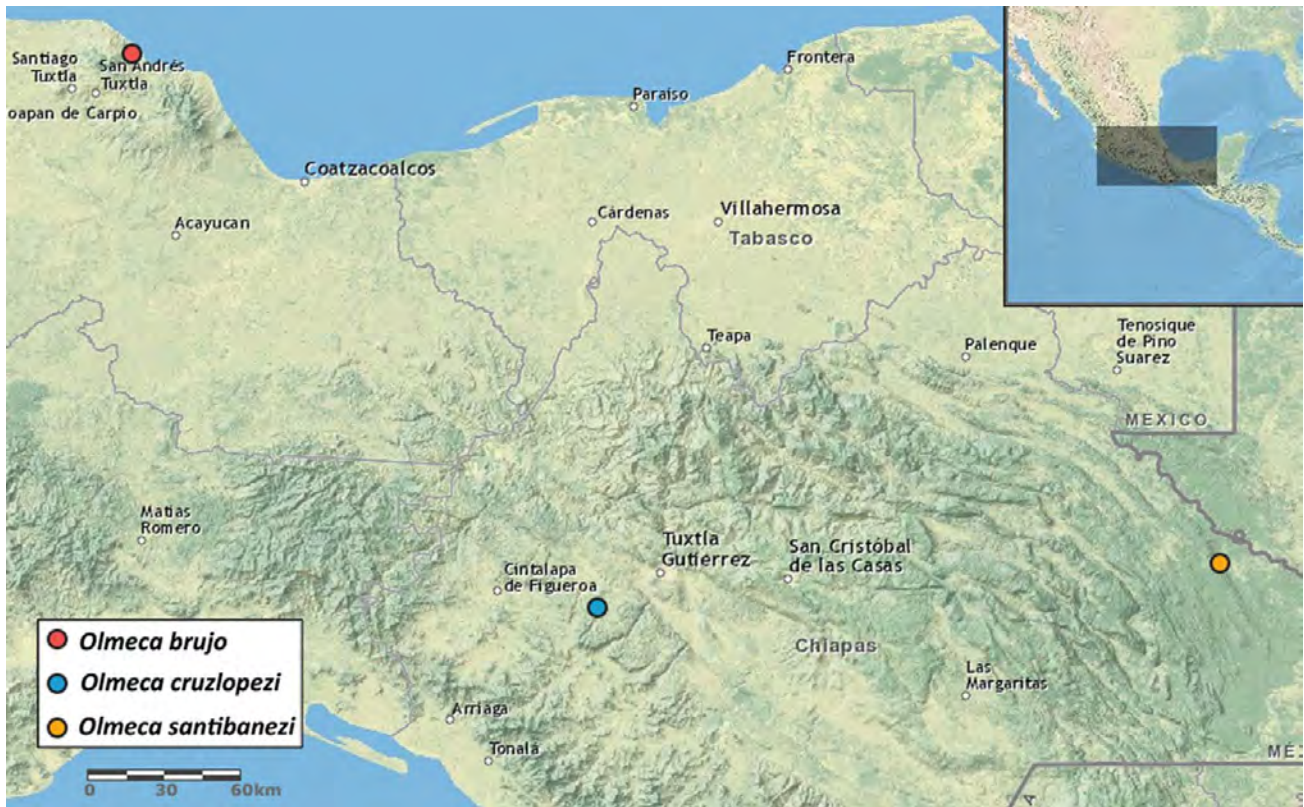 Santiago
Tuxtla
San Andrés
Tuxtla
oapan de Carpio
Frontera
Paraiso
Coatzacoalcos
Acayucan
Cárdenas
Villahermosa
Tabasco
Teapa
Palenque
Tenosique
de Pino
Suarez
MEXICO
Matias
Romero
Tuxtla
Gutiérrez
San Cristóbal
de las Casas
Cintalapa
de Figueroa
Chiapas
Las
Margaritas
Arriaga
Tonalá
MÉ
Olmeca brujo
Olmeca cruzlopezi
Olmeca santibanezi
0 30 60km